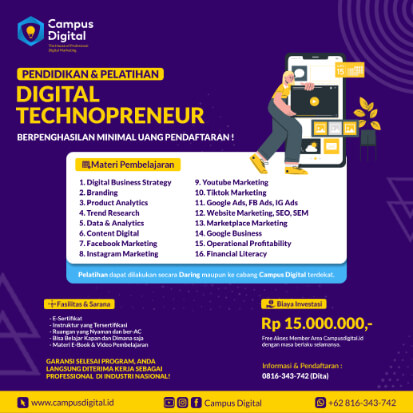 Campus
Digital
PENDIDIKAN & PELATIHAN
DIGITAL
TECHNOPRENEUR
BERPENGHASILAN MINIMAL UANG PENDAFTARAN !
Materi Pembelajaran
1. Digital Business Strategy
2. Branding
3. Product Analytics
4. Trend Research
5. Data & Analytics
6. Content Digital
7. Facebook Marketing
8. Instagram Marketing
9. Youtube Marketing
10. Tiktok Marketing
11. Google Ads, FB Ads, IG Ads
12. Website Marketing, SEO, SEM
13. Marketplace Marketing
14. Google Business
15. Operational Profitability
16. Financial Literacy
Pelatihan dapat dilakukan secara Daring maupun ke cabang Campus Digital terdekat.
Fasilitas & Sarana
- E-Sertifikat
- Instruktur yang Tersertifikasi
- Ruangan yang Nyaman dan ber-AC
- Bisa Belajar Kapan dan Dimana saja
- Materi E-Book & Video Pembelajaran
GARANSI SELESAI PROGRAM, ANDA
LANGSUNG DITERIMA KERJA SEBAGAI
PROFESSIONAL DI INDUSTRI NASIONAL!
Biaya Investasi
Rp 15.000.000,-
Free Akses Member Area Campusdigital.id
dengan masa berlaku selamanya.
Informasi & Pendaftaran :
0816-343-742 (Dita)
www.campusdigital.id
Campus Digital
+62 816-343-742